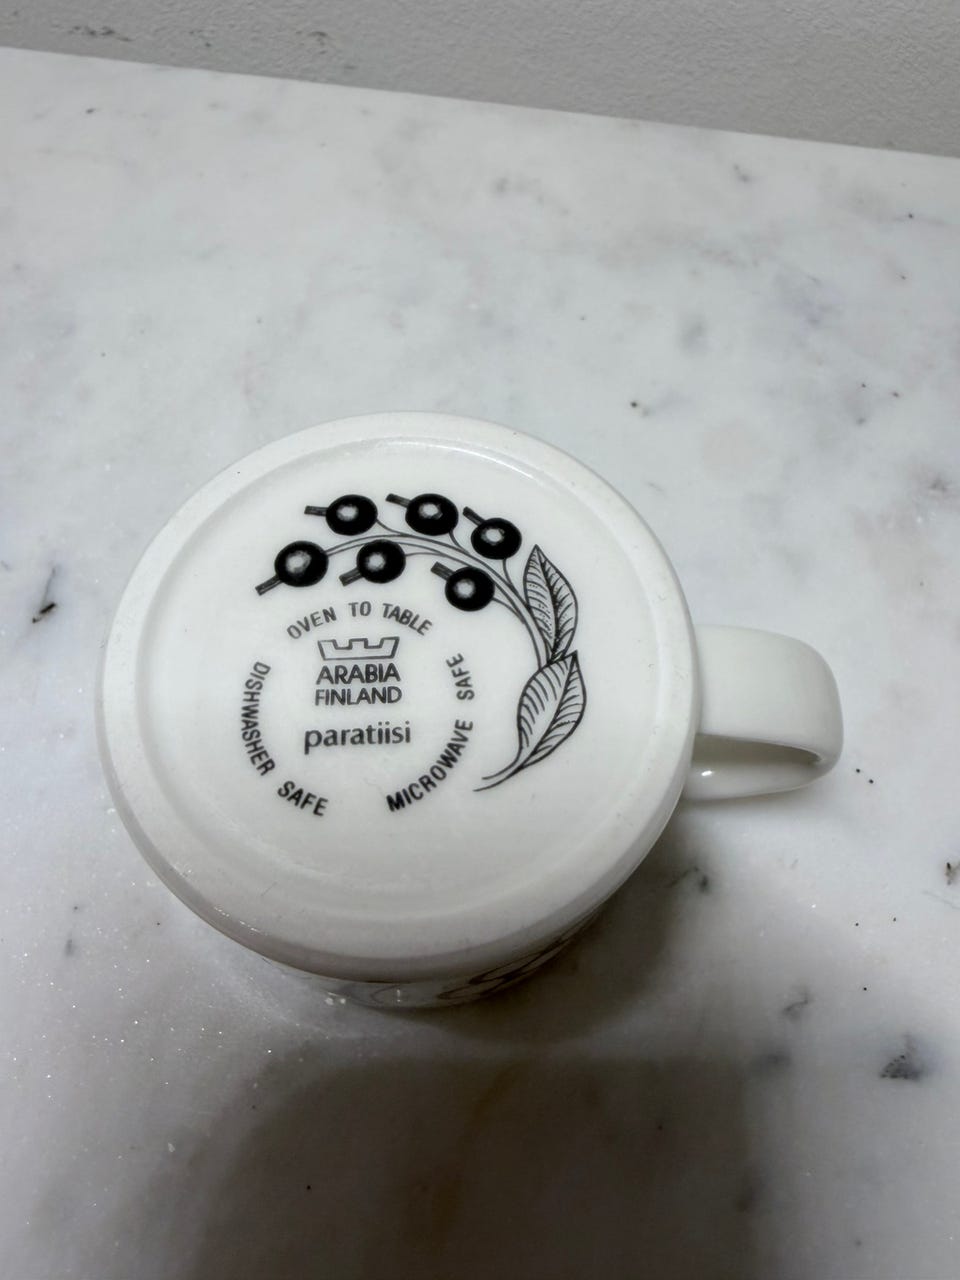 OVEN TO TABLE
ARABIA
FINLAND
paratiisi
DISHWASHER SAFE
MICROWAVE SAFE